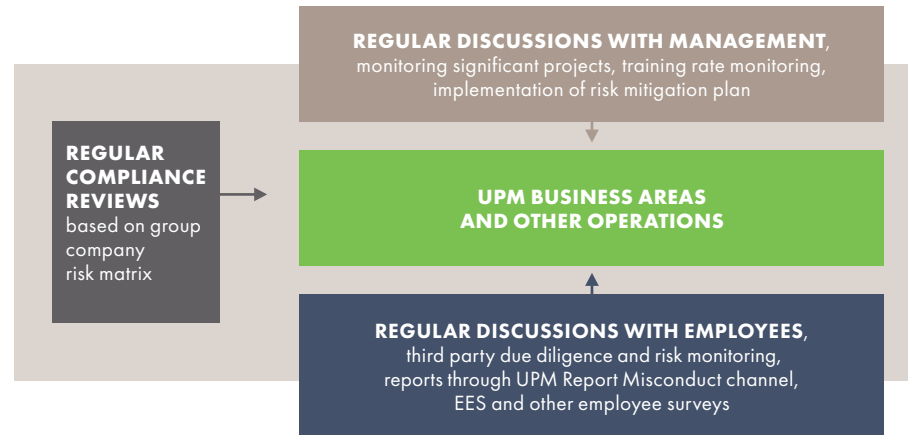 REGULAR DISCUSSIONS WITH MANAGEMENT,
monitoring significant projects, training rate monitoring,
implementation of risk mitigation plan
REGULAR
COMPLIANCE
REVIEWS
based on group
company
risk matrix
UPM BUSINESS AREAS
AND OTHER OPERATIONS
REGULAR DISCUSSIONS WITH EMPLOYEES,
third party due diligence and risk monitoring,
reports through UPM Report Misconduct channel,
EES and other employee surveys